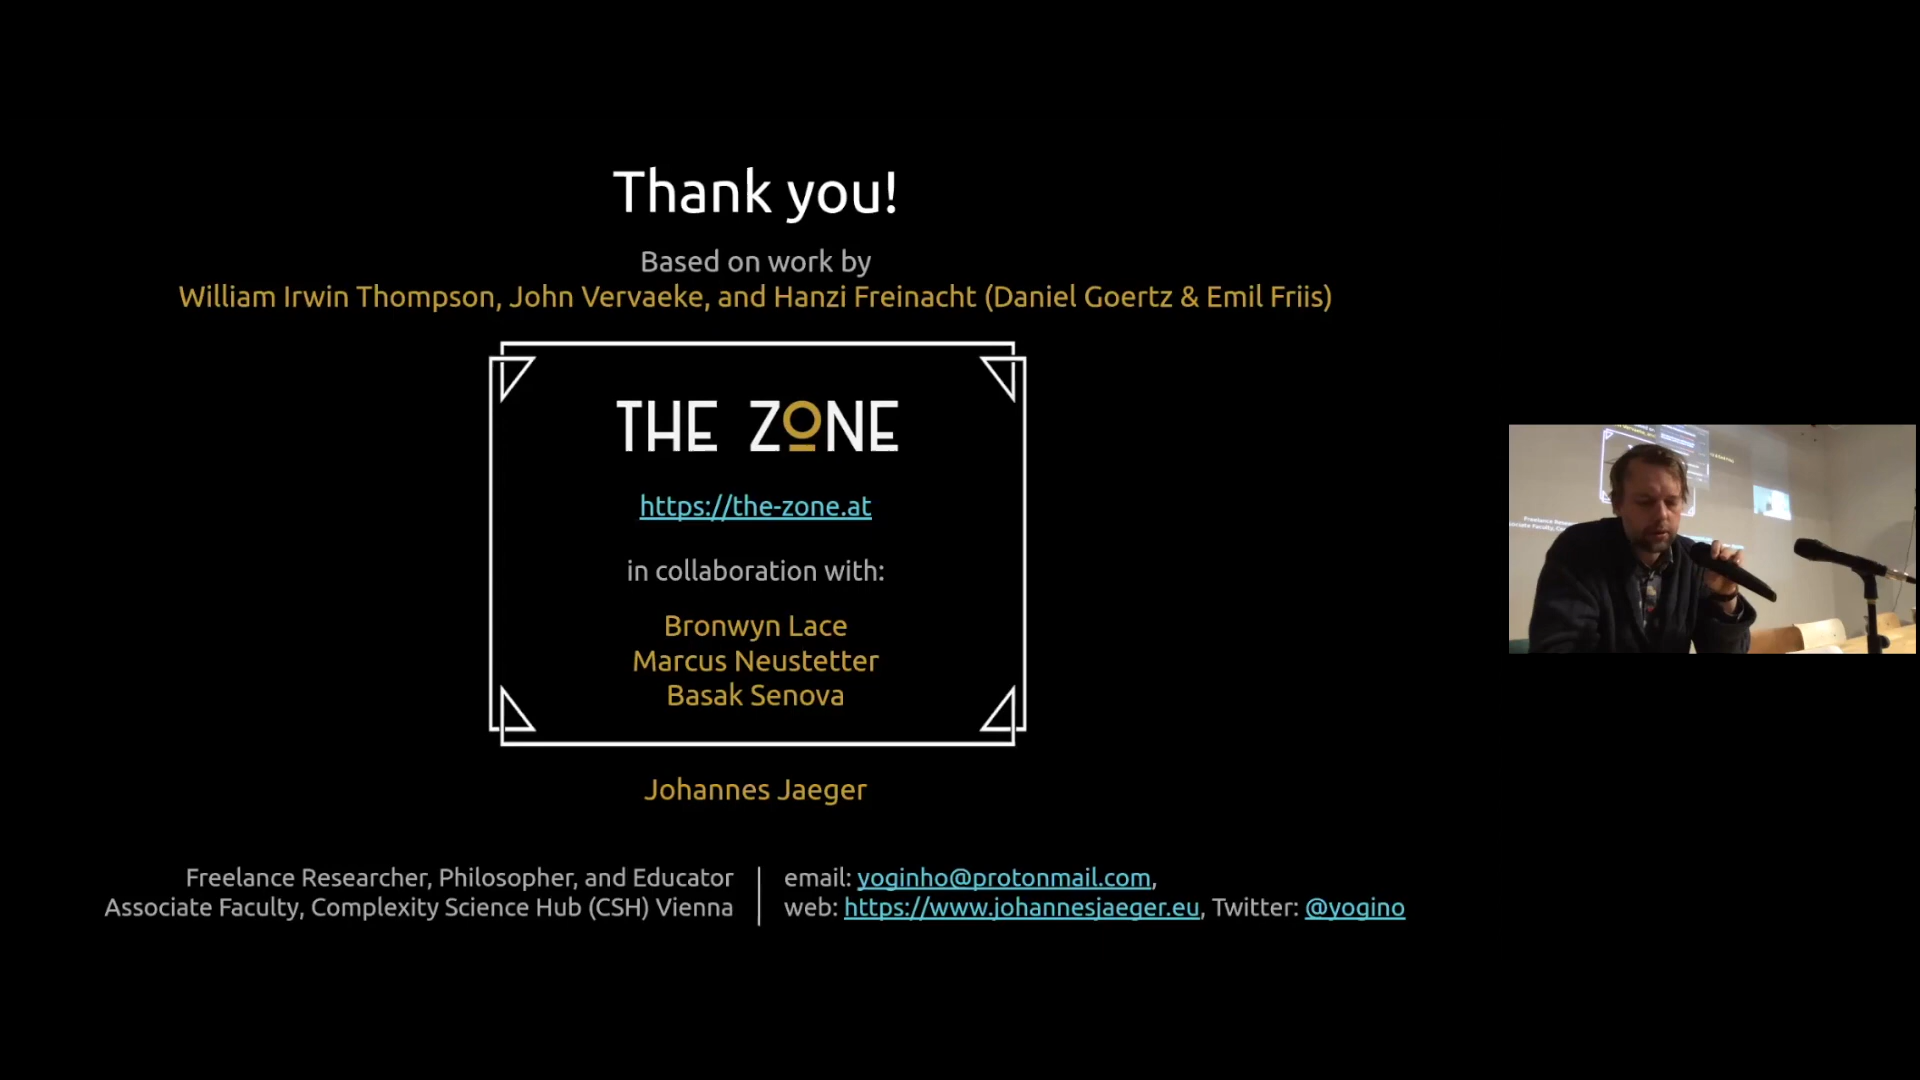 Thank you!
Based on work by
William Irwin Thompson, John Vervaeke, and Hanzi Freinacht (Daniel Goertz & Emil Friis)
THE ZONE
https://the-zone.at
in collaboration with:
Bronwyn Lace
Marcus Neustetter
Basak Senova
Johannes Jaeger
Freelance Researcher, Philosopher, and Educator
Associate Faculty, Complexity Science Hub (CSH) Vienna
email: yoginho@protonmail.com,
web: https://www.johannesjaeger.eu, Twitter: @yogino